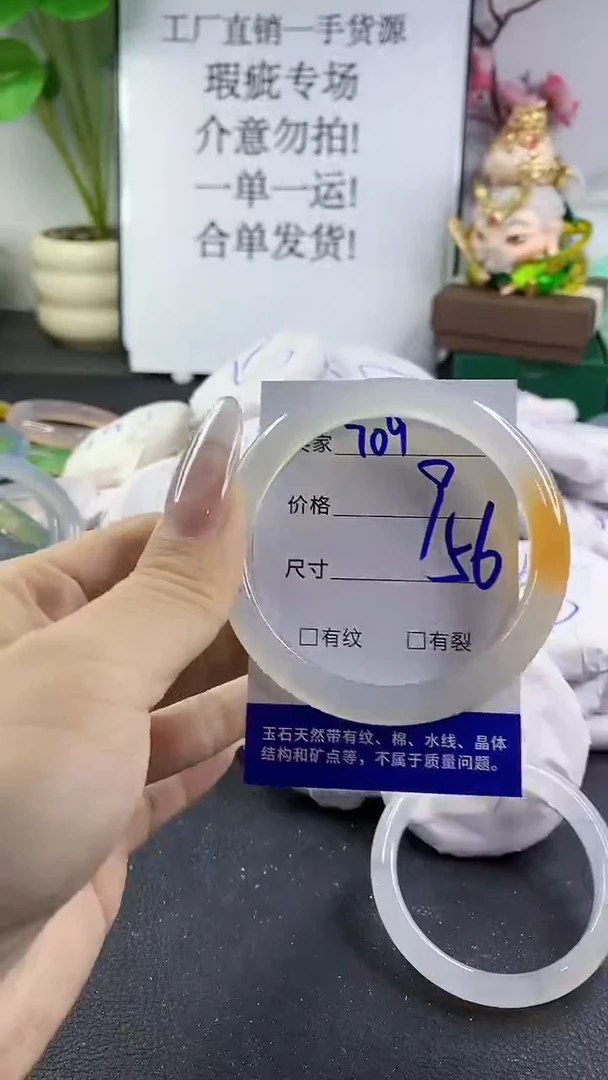 工厂直销一手货源
瑕疵专场
介意勿拍!
一单一运!
合单发货!
家 709
价格 9
尺寸 56
□有纹 □有裂
玉石天然带有纹、棉、水线、晶体
结构和矿点等，不属于质量问题。